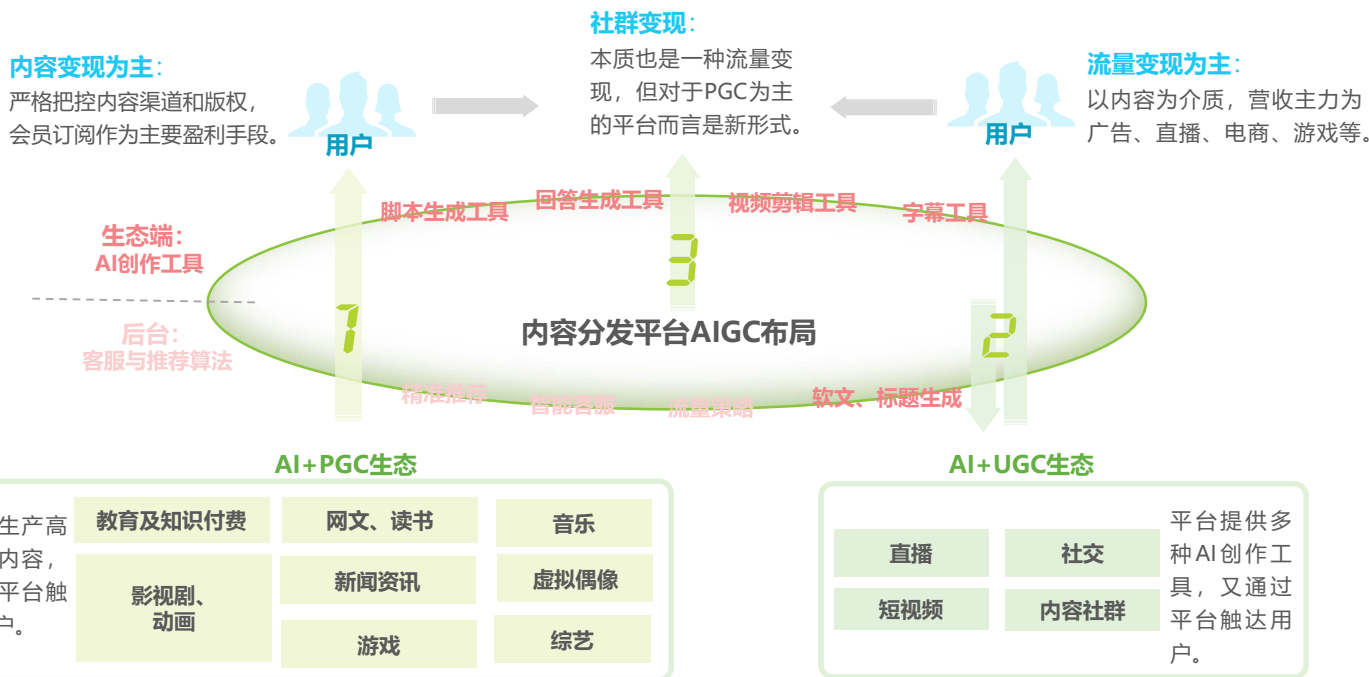 社群变现：
本质也是一种流量变
现，但对于PGC为主
的平台而言是新形式。
内容变现为主：
严格把控内容渠道和版权，
会员订阅作为主要盈利手段。
用户
流量变现为主：
以内容为介质，营收主力为
广告、直播、电商、游戏等。
用户
脚本生成工具
回答生成工具
视频剪辑工具
字幕工具
生态端：
AI创作工具
后台：
客服与推荐算法
1
3
2
内容分发平台AIGC布局
精准推荐
智能客服
流量策略
软文、标题生成
AI+PGC生态
生产高
内容，
平台触
户。
教育及知识付费
网文、读书
音乐
影视剧、
动画
新闻资讯
虚拟偶像
游戏
综艺
AI+UGC生态
直播
社交
短视频
内容社群
平台提供多
种AI创作工
具，又通过
平台触达用
户。